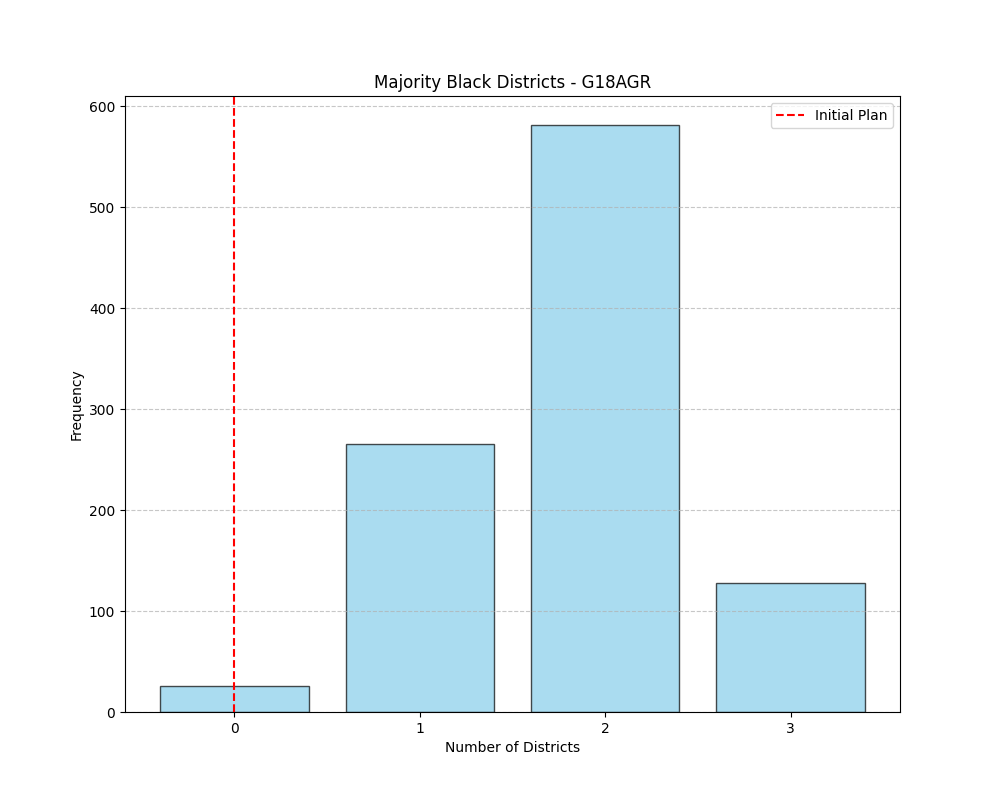 Majority Black Districts - G18AGR
Initial Plan
600
500
400
300
200
100
0
Frequency
0 1 2 3
Number of Districts